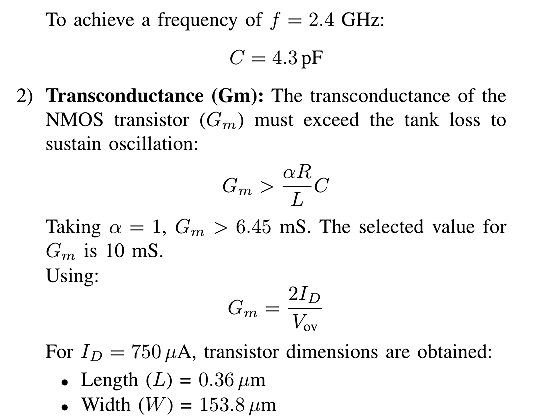 To achieve a frequency of f = 2.4 GHz:
C = 4.3 pF
2) Transconductance (Gm): The transconductance of the
NMOS transistor (Gₘ) must exceed the tank loss to
sustain oscillation:
Gₘ > αR/L C
Taking α = 1, Gₘ > 6.45 mS. The selected value for
Gₘ is 10 mS.
Using:
Gₘ = 2I_D/V_ov
For I_D = 750 μA, transistor dimensions are obtained:
• Length (L) = 0.36 μm
• Width (W) = 153.8 μm